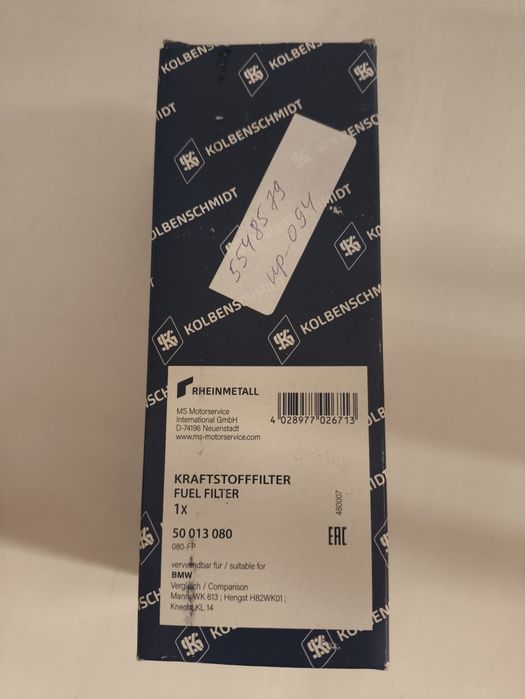 KOLBENSCHMIDT
KOLBENSCHMIDT
KOLBENSCHMIDT
KOLBENSCHMIDT
5548579
ир-094
RHEINMETALL
MS Motorservice
International GmbH
D-74196 Neuenstadt
www.ms-motorservice.com
4 028977 026713
KRAFTSTOFFFILTER
FUEL FILTER
1x
50 013 080
080-FP
480007
EAC
verwendbar für / suitable for
BMW
Vergleich / Comparison
Mann WK 613 ; Hengst H82WK01 ;
Knecht KL 14